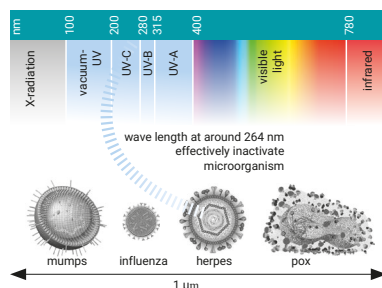 nm 100 200 280 315 400 780
X-radiation
vacuum-
UV
UV-C
UV-B
UV-A
visible
light
infrared
wave length at around 264 nm
effectively inactivate
microorganism
mumps influenza herpes pox
1 µm